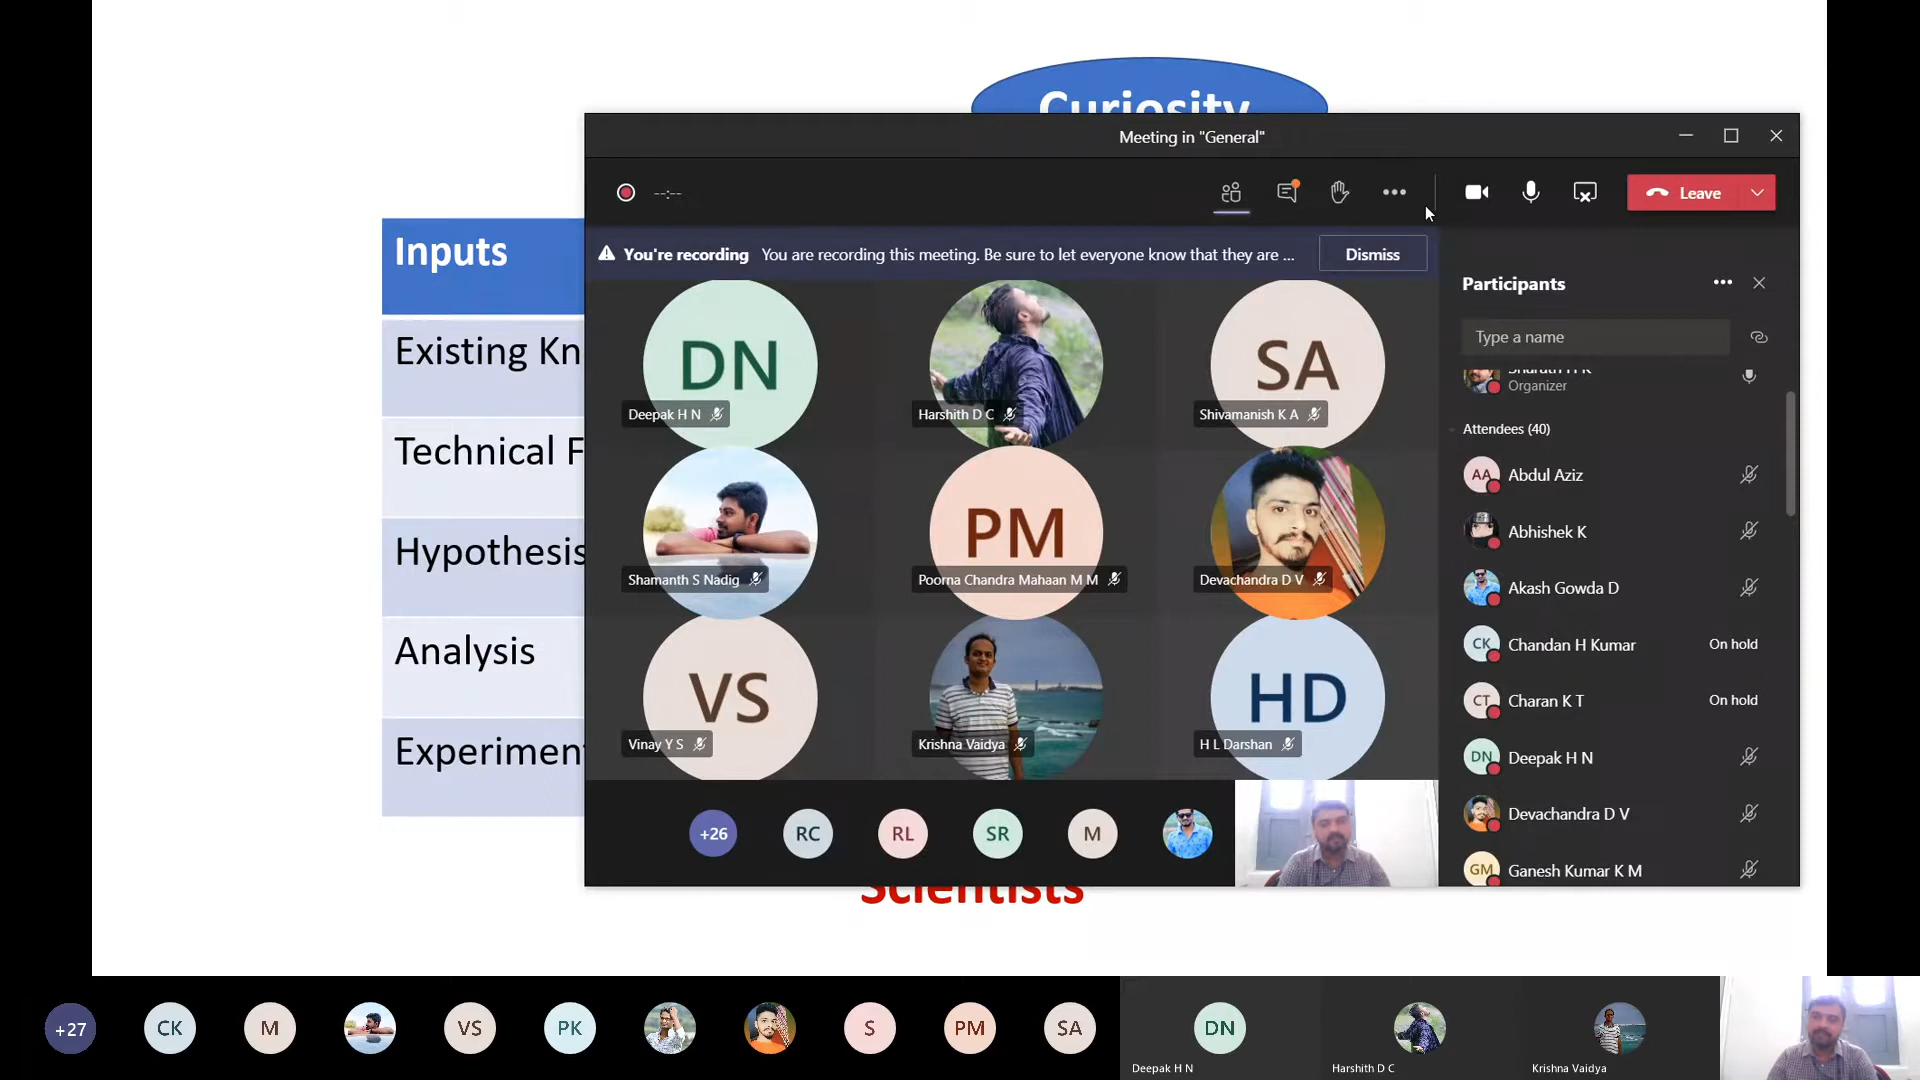 Curiosity
Meeting in "General"
--:--
Leave
Inputs
You're recording You are recording this meeting. Be sure to let everyone know that they are ... Dismiss
Participants
Type a name
Existing Kn
DN
SA
Sharath H K
Organizer
Deepak H N
Harshith D C
Shivamanish K A
Attendees (40)
Technical F
AA Abdul Aziz
Abhishek K
Hypothesis
PM
Shamanth S Nadig
Poorna Chandra Mahaan M M
Devachandra D V
Akash Gowda D
Analysis
CK Chandan H Kumar On hold
VS
HD
CT Charan K T On hold
Vinay Y S
Krishna Vaidya
H L Darshan
Experimen
DN Deepak H N
Devachandra D V
+26 RC RL SR M
GM Ganesh Kumar K M
Scientists
+27 CK M VS PK S PM SA DN
Deepak H N Harshith D C Krishna Vaidya